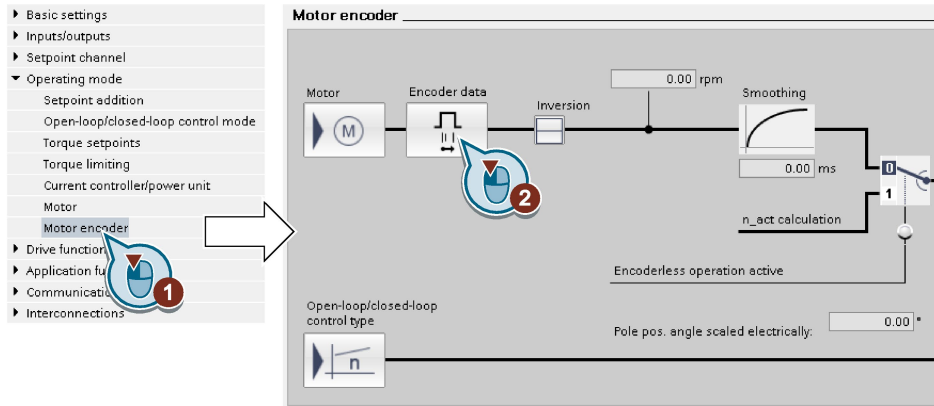 Basic settings
Inputs/outputs
Setpoint channel
Operating mode
Setpoint addition
Open-loop/closed-loop control mode
Torque setpoints
Torque limiting
Current controller/power unit
Motor
Motor encoder
Drive function
Application fu
Communicatio
Interconnections
1
Motor encoder
Motor
M
Encoder data
2
Inversion
0.00 rpm
Smoothing
0.00 ms
0
1
n_act calculation
Encoderless operation active
Open-loop/closed-loop
control type
n
Pole pos. angle scaled electrically:
0.00 °